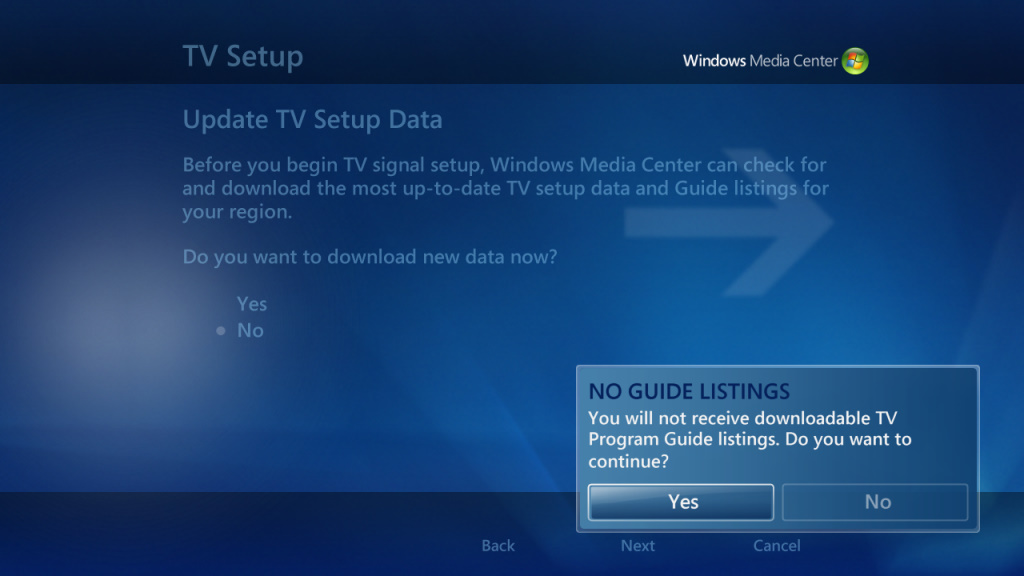 TV Setup
Windows Media Center
Update TV Setup Data
Before you begin TV signal setup, Windows Media Center can check for
and download the most up-to-date TV setup data and Guide listings for
your region.
Do you want to download new data now?
Yes
No
NO GUIDE LISTINGS
You will not receive downloadable TV
Program Guide listings. Do you want to
continue?
Yes No
Back Next Cancel